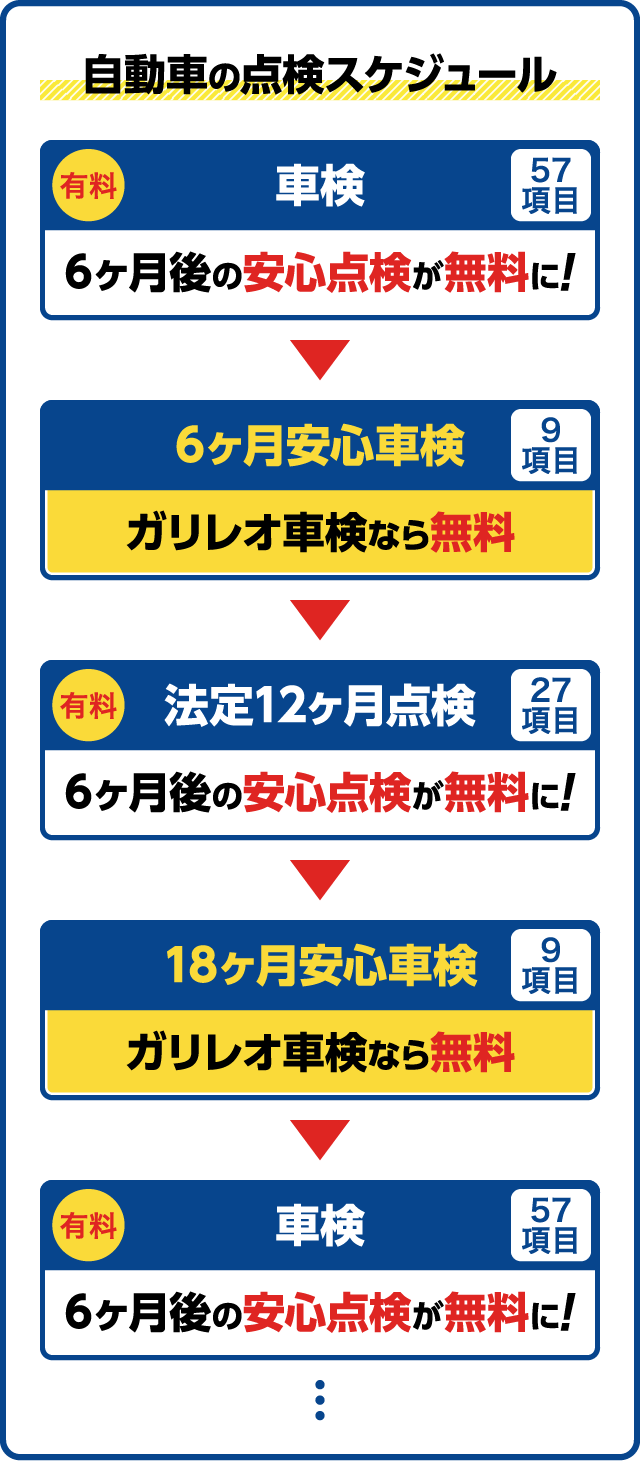 自動車の点検スケジュール
有料
車検
57
項目
6ヶ月後の安心点検が無料に!
6ヶ月安心車検
9
項目
ガリレオ車検なら無料
有料
法定12ヶ月点検
27
項目
6ヶ月後の安心点検が無料に!
18ヶ月安心車検
9
項目
ガリレオ車検なら無料
有料
車検
57
項目
6ヶ月後の安心点検が無料に!